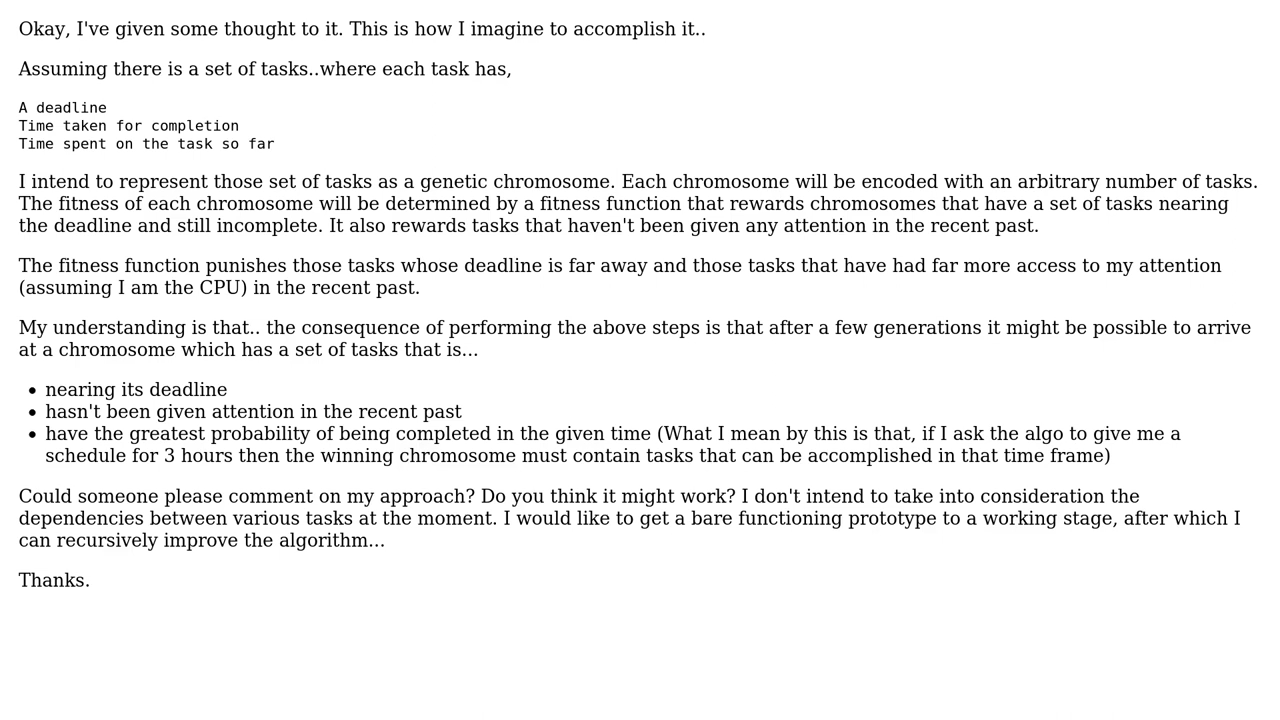 Okay, I've given some thought to it. This is how I imagine to accomplish it..
Assuming there is a set of tasks..where each task has,
A deadline
Time taken for completion
Time spent on the task so far
I intend to represent those set of tasks as a genetic chromosome. Each chromosome will be encoded with an arbitrary number of tasks.
The fitness of each chromosome will be determined by a fitness function that rewards chromosomes that have a set of tasks nearing
the deadline and still incomplete. It also rewards tasks that haven't been given any attention in the recent past.
The fitness function punishes those tasks whose deadline is far away and those tasks that have had far more access to my attention
(assuming I am the CPU) in the recent past.
My understanding is that.. the consequence of performing the above steps is that after a few generations it might be possible to arrive
at a chromosome which has a set of tasks that is...
• nearing its deadline
• hasn't been given attention in the recent past
• have the greatest probability of being completed in the given time (What I mean by this is that, if I ask the algo to give me a
schedule for 3 hours then the winning chromosome must contain tasks that can be accomplished in that time frame)
Could someone please comment on my approach? Do you think it might work? I don't intend to take into consideration the
dependencies between various tasks at the moment. I would like to get a bare functioning prototype to a working stage, after which I
can recursively improve the algorithm...
Thanks.